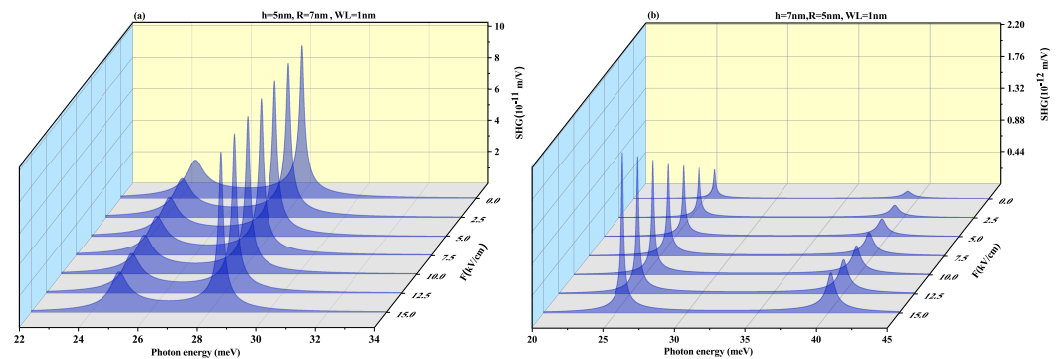 (a) h=5nm, R=7nm , WL=1nm
10
8
6
4
2
SHG(10⁻¹¹ m/V)
0.0
2.5
5.0
7.5
10.0
12.5
15.0
F(kV/cm)
22 24 26 28 30 32 34
Photon energy (meV)
(b) h=7nm,R=5nm, WL=1nm
2.20
1.76
1.32
0.88
0.44
SHG(10⁻¹² m/V)
0.0
2.5
5.0
7.5
10.0
12.5
15.0
F(kV/cm)
20 25 30 35 40 45
Photon energy (meV)